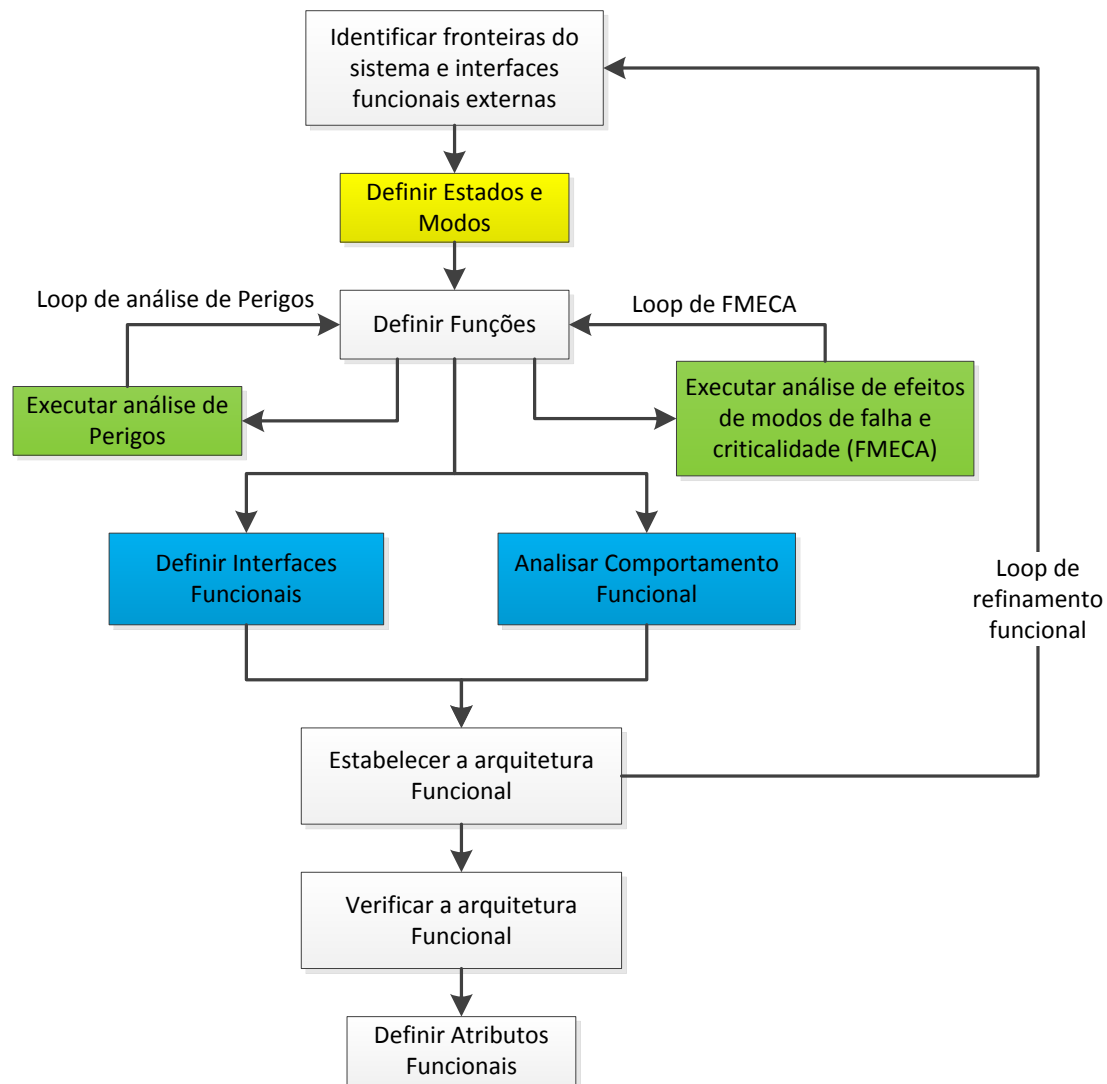 Identificar fronteiras do
sistema e interfaces
funcionais externas
Definir Estados e
Modos
Loop de análise de Perigos
Definir Funções
Loop de FMECA
Executar análise de
Perigos
Executar análise de efeitos
de modos de falha e
criticalidade (FMECA)
Definir Interfaces
Funcionais
Analisar Comportamento
Funcional
Loop de
refinamento
funcional
Estabelecer a arquitetura
Funcional
Verificar a arquitetura
Funcional
Definir Atributos
Funcionais